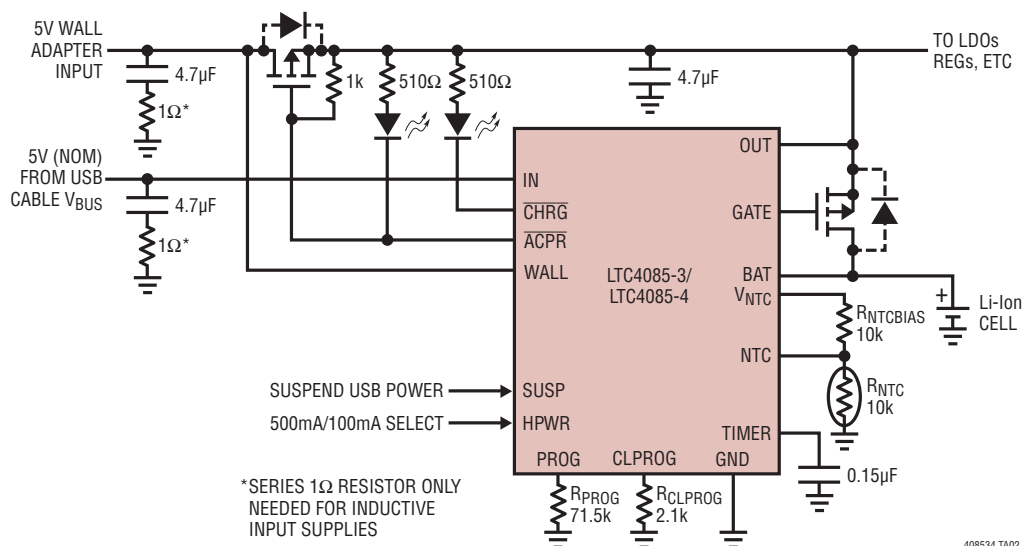 5V WALL
ADAPTER
INPUT
4.7µF
1Ω*
1k
510Ω
510Ω
4.7µF
TO LDOs
REGs, ETC
5V (NOM)
FROM USB
CABLE VBUS
4.7µF
1Ω*
IN
CHRG
ACPR
WALL
OUT
GATE
BAT
VNTC
LTC4085-3/
LTC4085-4
+
Li-Ion
CELL
RNTCBIAS
10k
NTC
RNTC
10k
SUSPEND USB POWER
SUSP
500mA/100mA SELECT
HPWR
TIMER
0.15µF
PROG
CLPROG
GND
RPROG
71.5k
RCLPROG
2.1k
*SERIES 1Ω RESISTOR ONLY
NEEDED FOR INDUCTIVE
INPUT SUPPLIES
408534 TA02